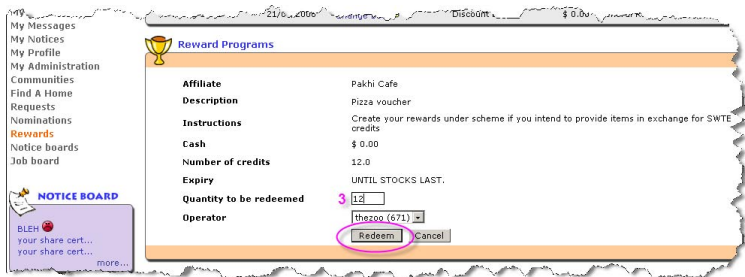 Discount
$ 0.00
My Messages
My Notices
My Profile
My Administration
Communities
Find A Home
Requests
Nominations
Rewards
Notice boards
Job board
NOTICE BOARD
BLEH
your share cert...
your share cert...
more...
Reward Programs
Affiliate Pakhi Cafe
Description Pizza voucher
Instructions Create your rewards under scheme if you intend to provide items in exchange for SWTE
credits
Cash $ 0.00
Number of credits 12.0
Expiry UNTIL STOCKS LAST.
Quantity to be redeemed 3 12
Operator thezoo (671)
Redeem Cancel